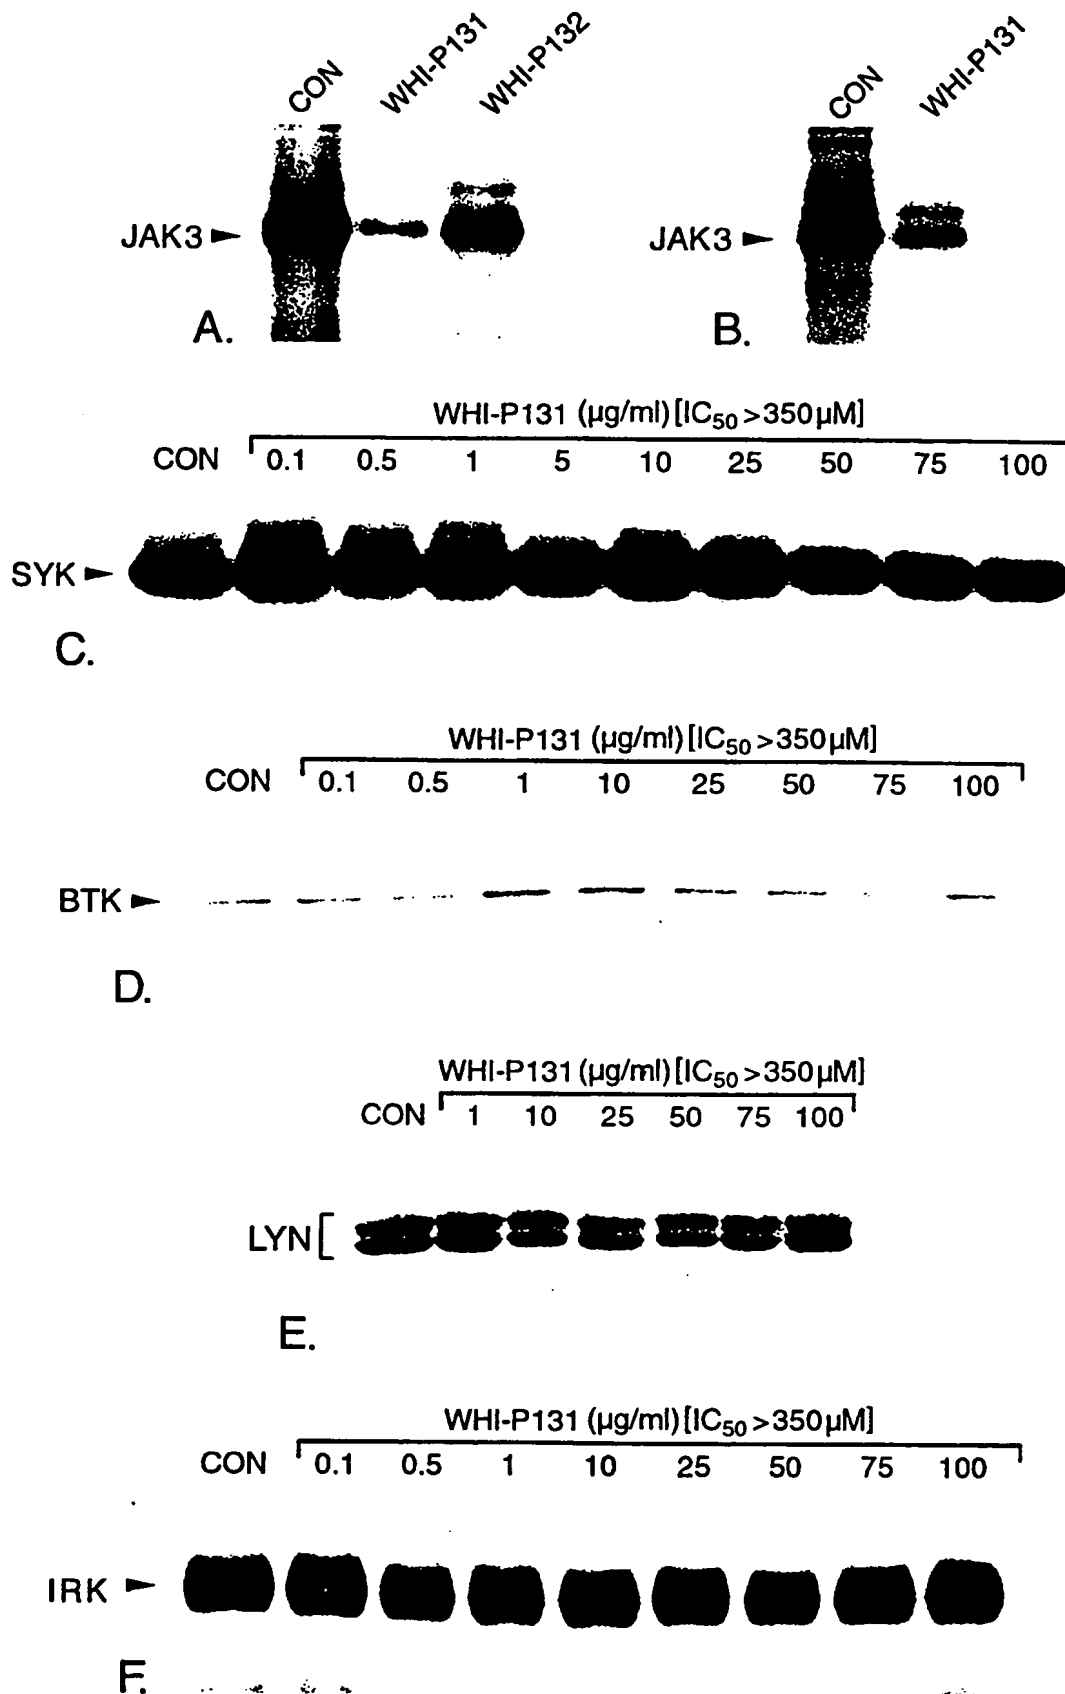 CON WHI-P131 WHI-P132
JAK3
A.
CON WHI-P131
JAK3
B.
WHI-P131 (µg/ml) [IC50 >350µM]
CON 0.1 0.5 1 5 10 25 50 75 100
SYK
C.
WHI-P131 (µg/ml) [IC50 >350µM]
CON 0.1 0.5 1 10 25 50 75 100
BTK
D.
WHI-P131 (µg/ml) [IC50 >350µM]
CON 1 10 25 50 75 100
LYN
E.
WHI-P131 (µg/ml) [IC50 >350µM]
CON 0.1 0.5 1 10 25 50 75 100
IRK
F.